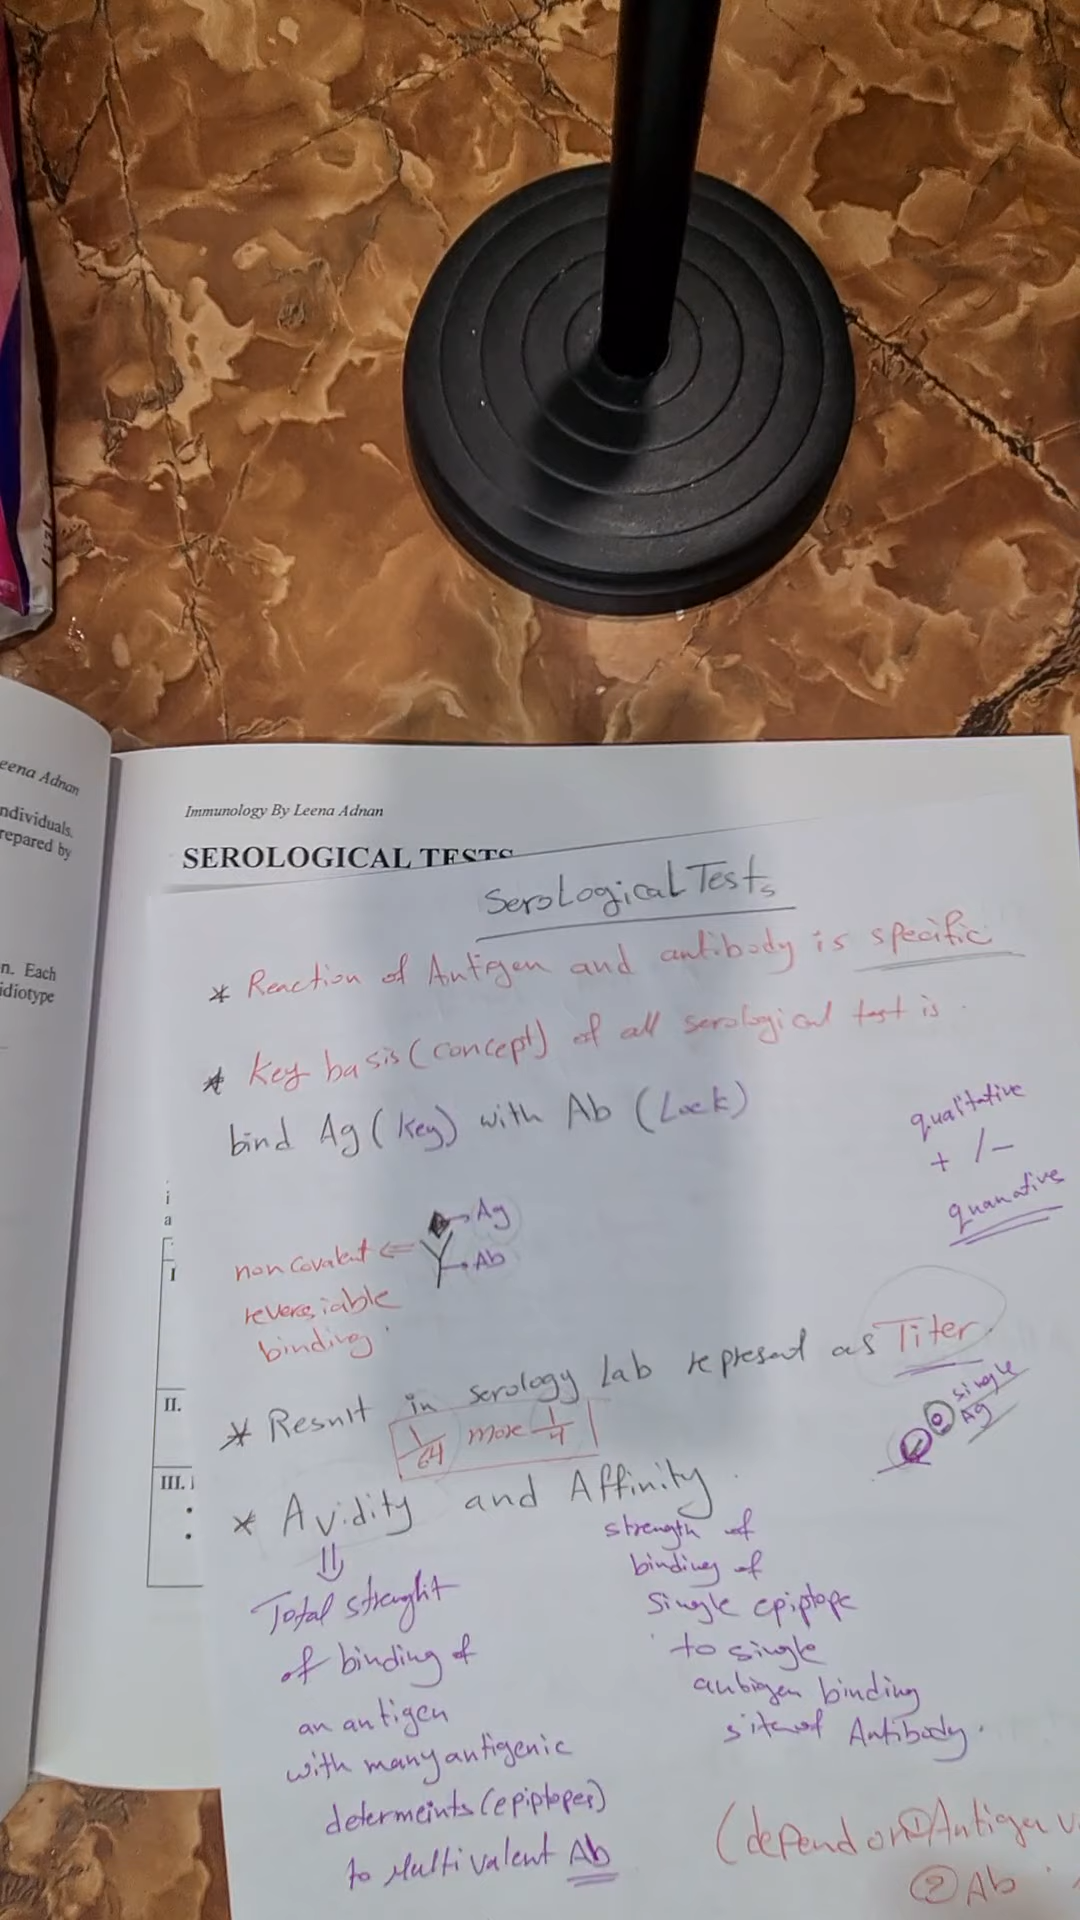 eena Adnan
ndividuals.
repared by
n. Each
idiotype
Immunology By Leena Adnan
SEROLOGICAL TESTS
SeroLogical Tests
* Reaction of Antigen and antibody is specific
* Key basis (concept) of all serological test is
bind Ag (Key) with Ab (Lock)
qualitative
+ / -
quanative
Ag
Ab
non covalent
reversiable
binding
i
a
I
II.
III.
* Result in serology Lab represent as Titer.
1/64 more 1/4
single
Ag
* Avidity and Affinity
Total strenght
of binding of
an antigen
with many antigenic
determeints (epiptopes)
to Multivalent Ab
strength of
binding of
single epiptope
to single
antigen binding
site of Antibody.
(depend on ① Antigen v
② Ab